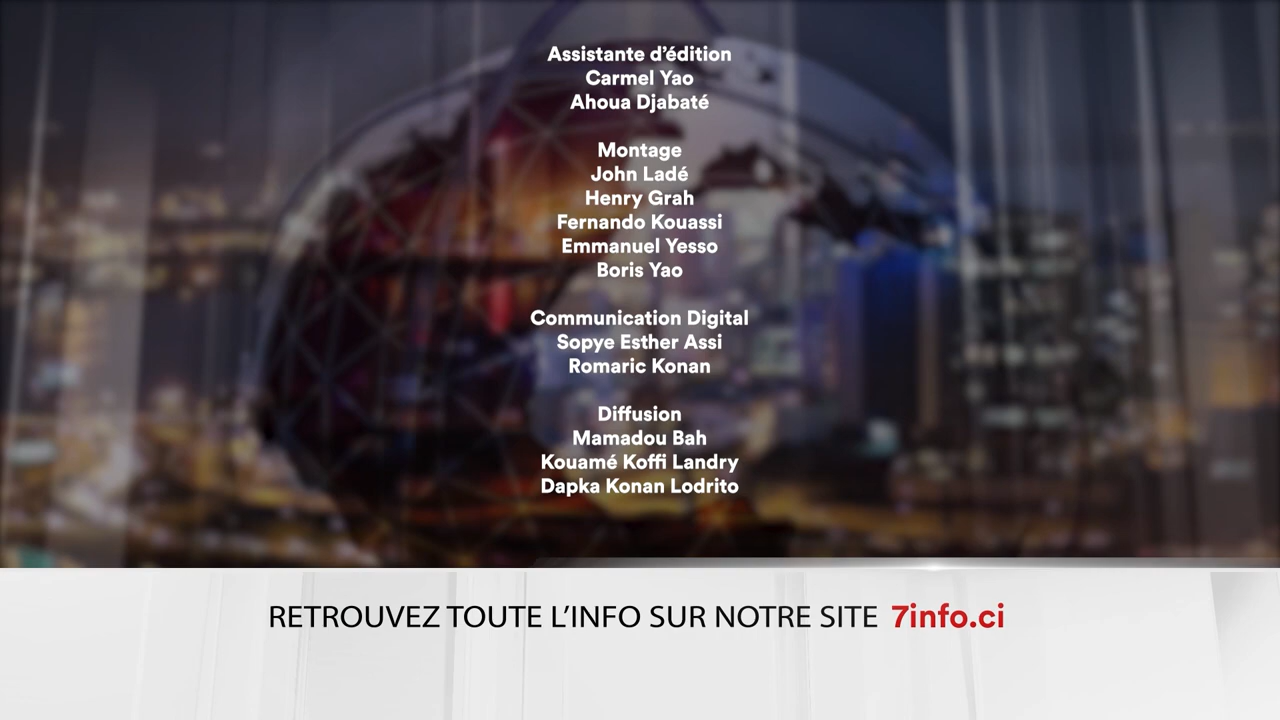 Assistante d'édition
Carmel Yao
Ahoua Djabaté
Montage
John Ladé
Henry Grah
Fernando Kouassi
Emmanuel Yesso
Boris Yao
Communication Digital
Sopye Esther Assi
Romaric Konan
Diffusion
Mamadou Bah
Kouamé Koffi Landry
Dapka Konan Lodrito
RETROUVEZ TOUTE L'INFO SUR NOTRE SITE 7info.ci